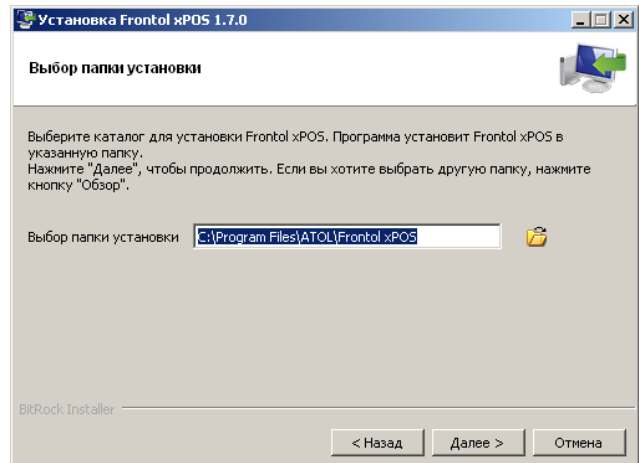 Установка Frontol xPOS 1.7.0
Выбор папки установки
Выберите каталог для установки Frontol xPOS. Программа установит Frontol xPOS в
указанную папку.
Нажмите "Далее", чтобы продолжить. Если вы хотите выбрать другую папку, нажмите
кнопку "Обзор".
Выбор папки установки C:\Program Files\ATOL\Frontol xPOS
BitRock Installer
< Назад Далее > Отмена